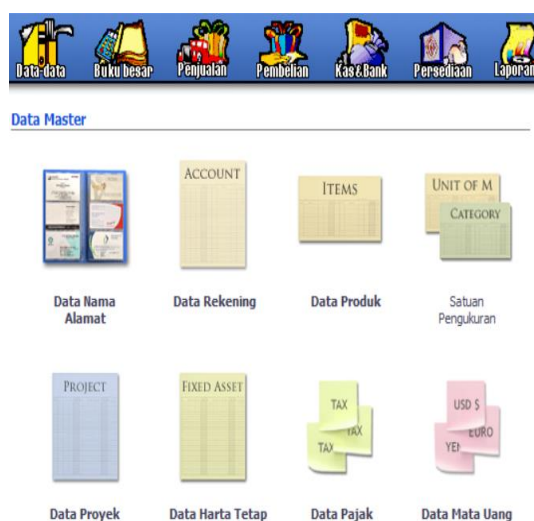 Data-data Buku besar Penjualan Pembelian Kas&Bank Persediaan Laporan
Data Master
ACCOUNT ITEMS UNIT OF M
CATEGORY
Data Nama Alamat
Data Rekening
Data Produk
Satuan Pengukuran
PROJECT FIXED ASSET
TAX
TAX
TAX
USD $
EURO
YEN
Data Proyek Data Harta Tetap Data Pajak Data Mata Uang